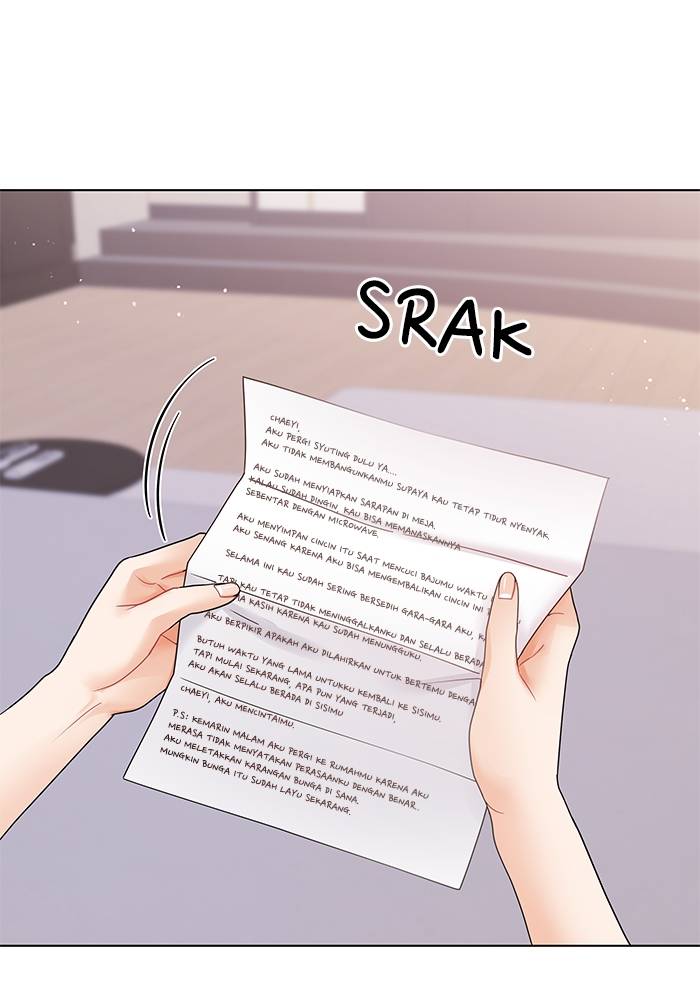 SRAK
CHAEYI,
AKU PERGI SYUTING DULU YA....
AKU TIDAK MEMBANGUNKANMU SUPAYA KAU TETAP TIDUR NYENYAK.
AKU SUDAH MENYIAPKAN SARAPAN DI MEJA.
KALAU SUDAH DINGIN, KAU BISA MEMANASKANNYA
SEBENTAR DENGAN MICROWAVE.
AKU MENYIMPAN CINCIN ITU SAAT MENCUCI BAJUMU WAKTU
AKU SENANG KARENA AKU BISA MENGEMBALIKAN CINCIN INI
SELAMA INI KAU SUDAH SERING BERSEDIH GARA-GARA AKU,
TAPI KAU TETAP TIDAK MENINGGALKANKU DAN SELALU BERADA
KASIH KARENA KAU SUDAH MENUNGGUKU.
AKU BERPIKIR APAKAH AKU DILAHIRKAN UNTUK BERTEMU
BUTUH WAKTU YANG LAMA UNTUKKU KEMBALI KE SISIMU.
TAPI MULAI SEKARANG, APA PUN YANG TERJADI,
AKU AKAN SELALU BERADA DI SISIMU
CHAEYI, AKU MENCINTAIMU.
P.S: KEMARIN MALAM AKU PERGI KE RUMAHMU KARENA AKU
MERASA TIDAK MENYATAKAN PERASAANKU DENGAN BENAR.
AKU MELETAKKAN KARANGAN BUNGA DI SANA.
MUNGKIN BUNGA ITU SUDAH LAYU SEKARANG.